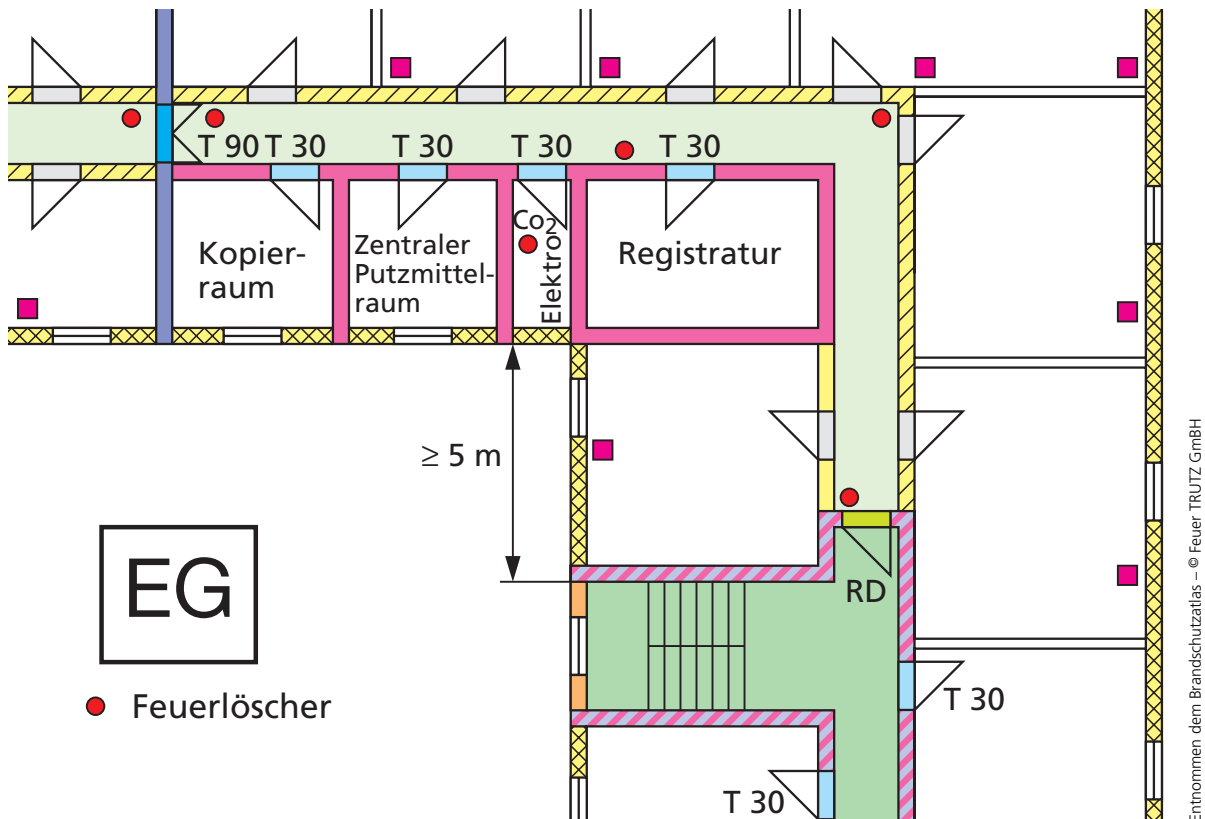 T 90
T 30
T 30
T 30
T 30
Kopier-
raum
Zentraler
Putzmittel-
raum
Co2
Elektro
Registratur
≥ 5 m
EG
RD
Feuerlöscher
T 30
T 30
Entnommen dem Brandschutzatlas – © Feuer TRUTZ GmBH